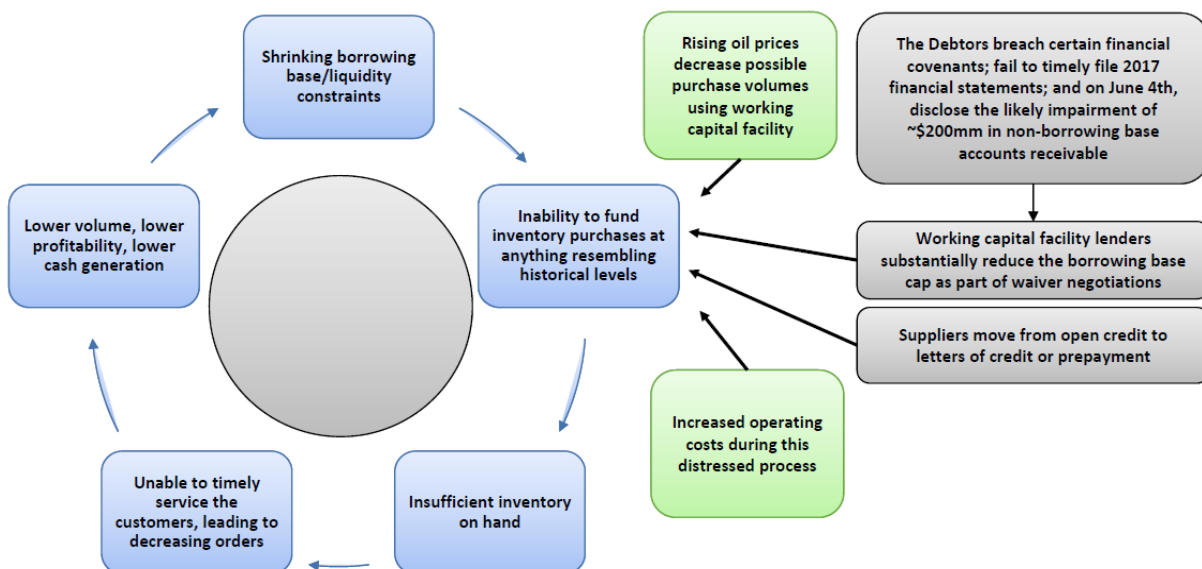 Shrinking borrowing
base/liquidity
constraints
Rising oil prices
decrease possible
purchase volumes
using working
capital facility
The Debtors breach certain financial
covenants; fail to timely file 2017
financial statements; and on June 4th,
disclose the likely impairment of
~$200mm in non-borrowing base
accounts receivable
Lower volume, lower
profitability, lower
cash generation
Inability to fund
inventory purchases at
anything resembling
historical levels
Working capital facility lenders
substantially reduce the borrowing base
cap as part of waiver negotiations
Suppliers move from open credit to
letters of credit or prepayment
Increased operating
costs during this
distressed process
Unable to timely
service the
customers, leading to
decreasing orders
Insufficient inventory
on hand